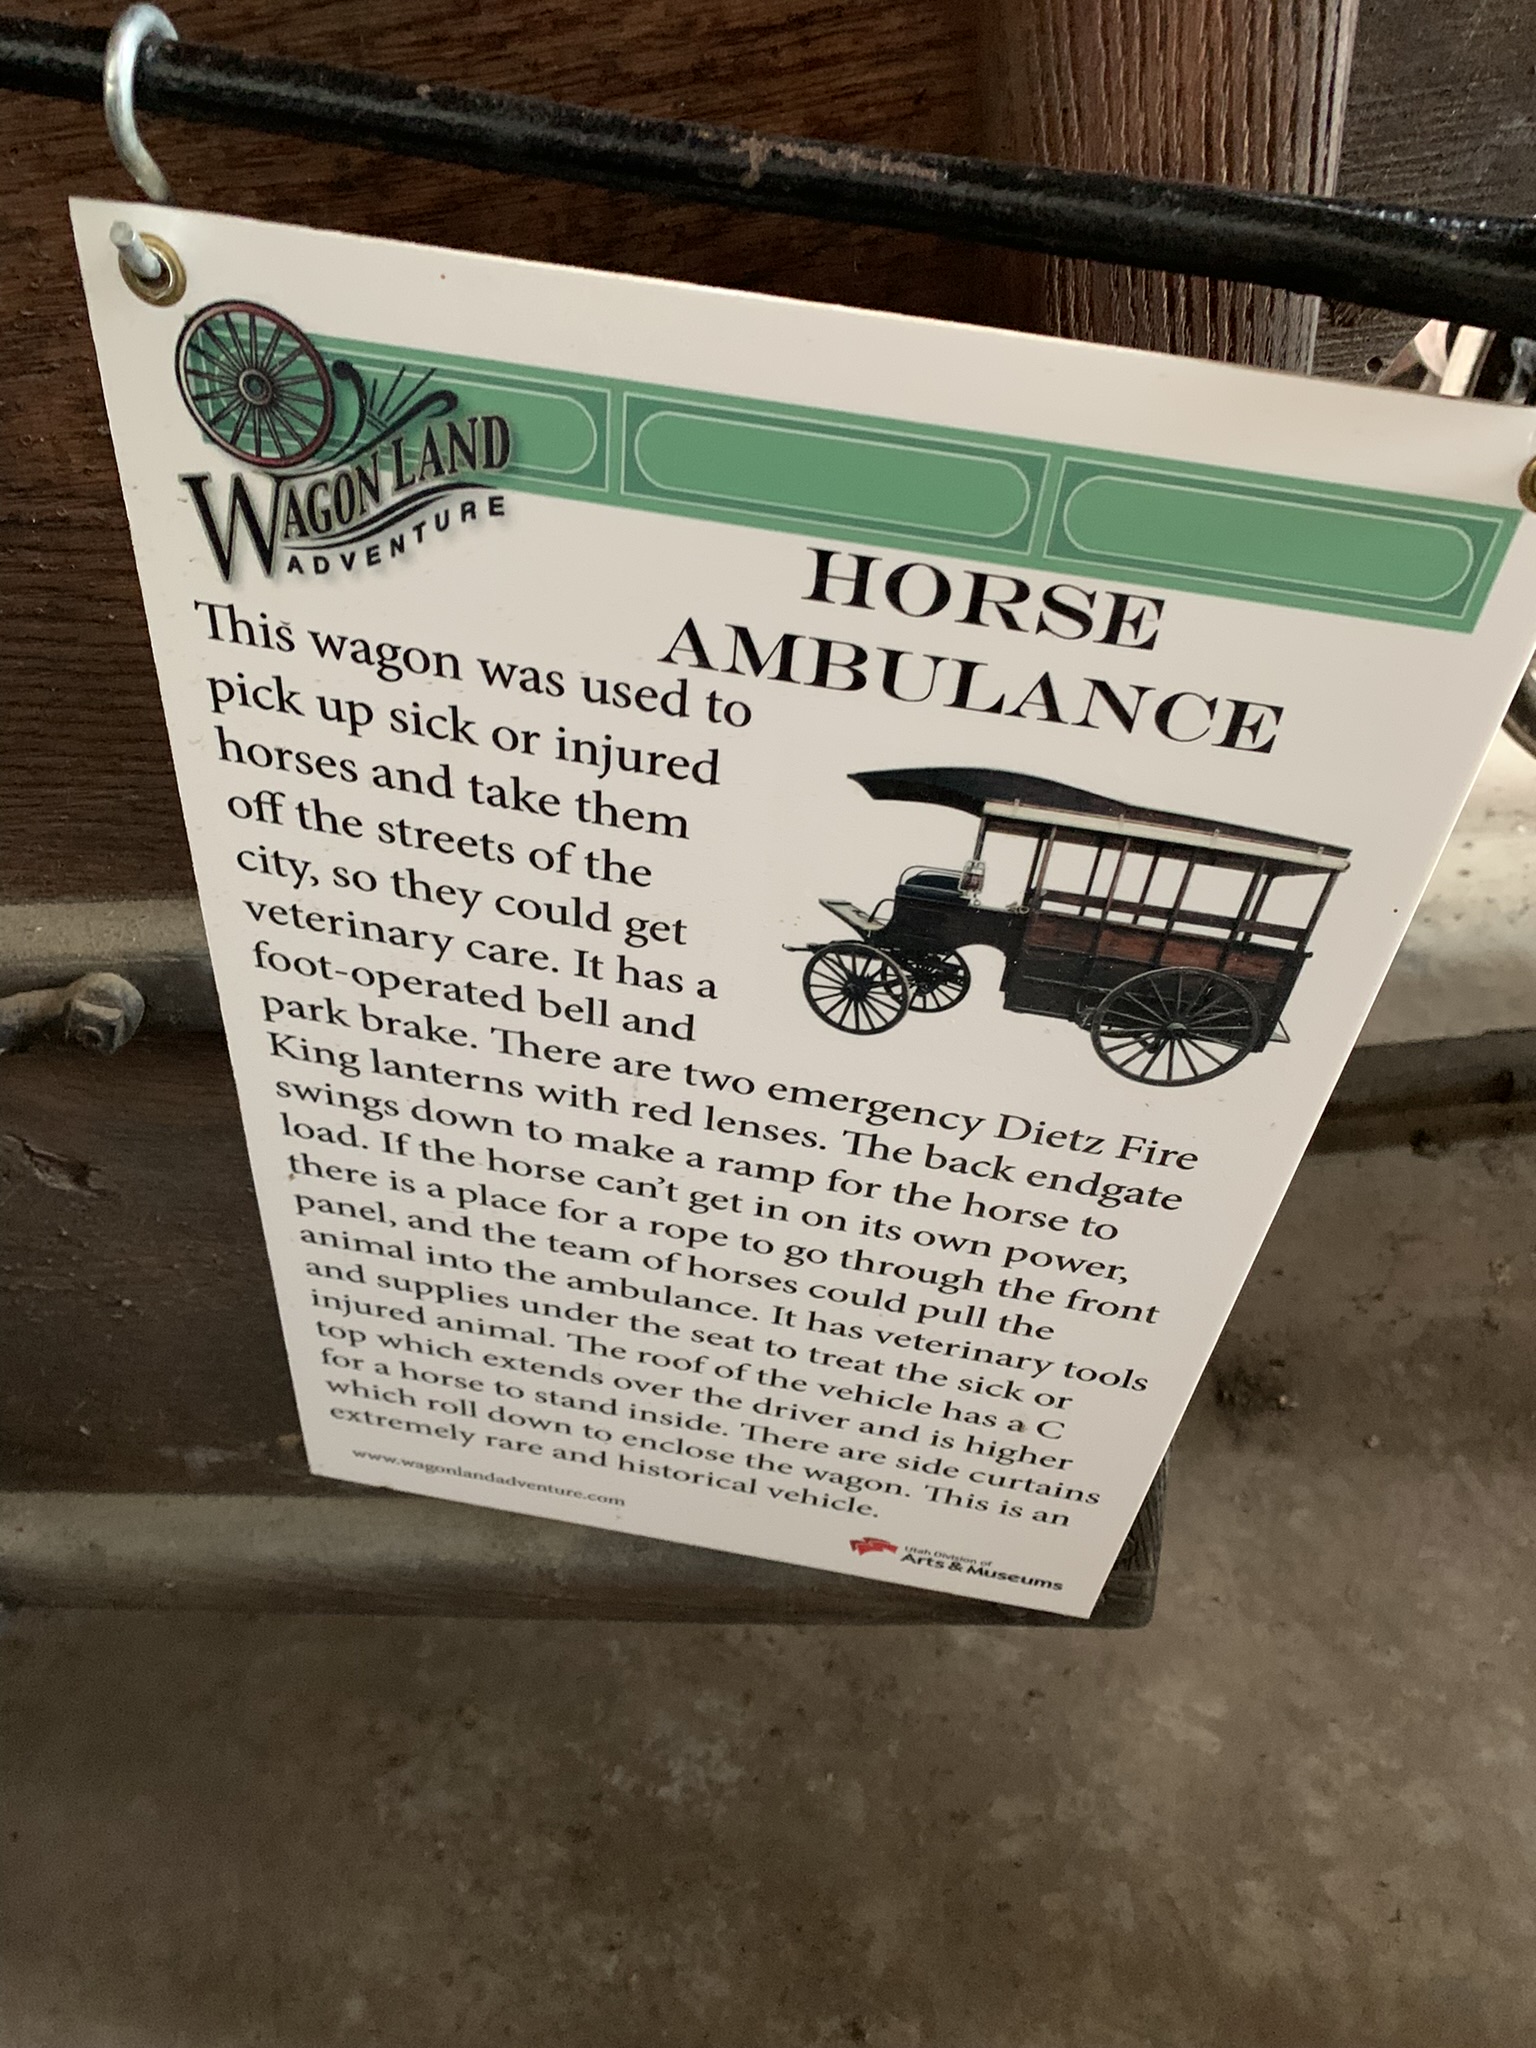 WAGON LAND
ADVENTURE
HORSE
AMBULANCE
This wagon was used to
pick up sick or injured
horses and take them
off the streets of the
city, so they could get
veterinary care. It has a
foot-operated bell and
park brake. There are two emergency Dietz Fire
King lanterns with red lenses. The back endgate
swings down to make a ramp for the horse to
load. If the horse can't get in on its own power,
there is a place for a rope to go through the front
panel, and the team of horses could pull the
animal into the ambulance. It has veterinary tools
and supplies under the seat to treat the sick or
injured animal. The roof of the vehicle has a C
top which extends over the driver and is higher
for a horse to stand inside. There are side curtains
which roll down to enclose the wagon. This is an
extremely rare and historical vehicle.
www.wagonlandadventure.com
Utah Division of
Arts & Museums